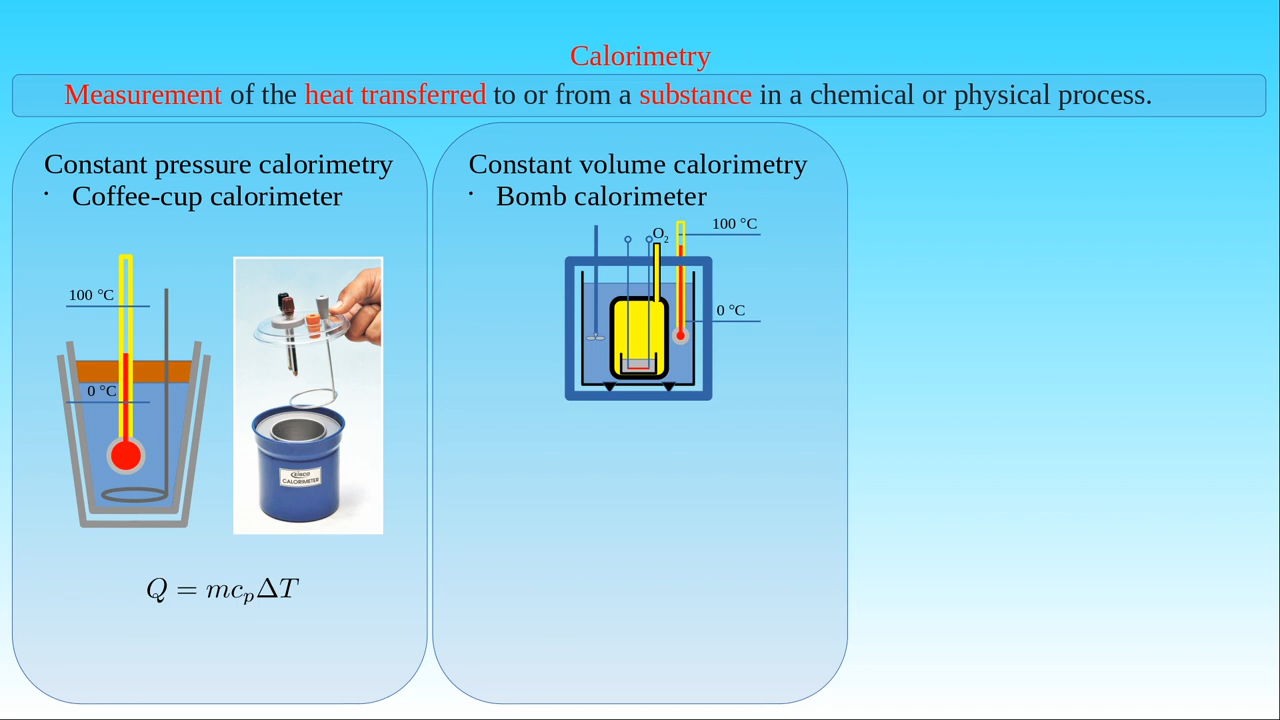 Calorimetry
Measurement of the heat transferred to or from a substance in a chemical or physical process.
Constant pressure calorimetry
· Coffee-cup calorimeter
100 °C
0 °C
EISCO
CALORIMETER
Q = mc_pΔT
Constant volume calorimetry
· Bomb calorimeter
O₂
100 °C
0 °C